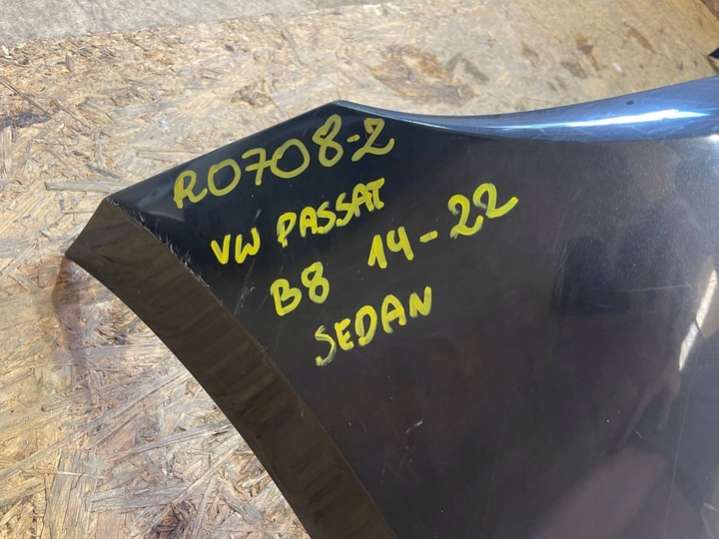 R0708-2
VW PASSAT
B8 14-22
SEDAN